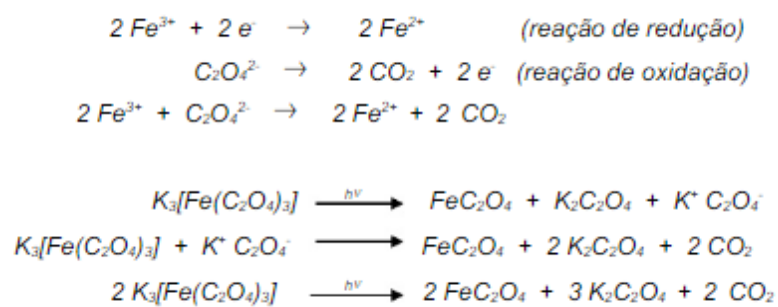 2 Fe³⁺ + 2 e⁻ → 2 Fe²⁺ (reação de redução)
C₂O₄²⁻ → 2 CO₂ + 2 e⁻ (reação de oxidação)
2 Fe³⁺ + C₂O₄²⁻ → 2 Fe²⁺ + 2 CO₂
K₃[Fe(C₂O₄)₃] hν → FeC₂O₄ + K₂C₂O₄ + K⁺ C₂O₄⁻
K₃[Fe(C₂O₄)₃] + K⁺ C₂O₄⁻ → FeC₂O₄ + 2 K₂C₂O₄ + 2 CO₂
2 K₃[Fe(C₂O₄)₃] hν → 2 FeC₂O₄ + 3 K₂C₂O₄ + 2 CO₂